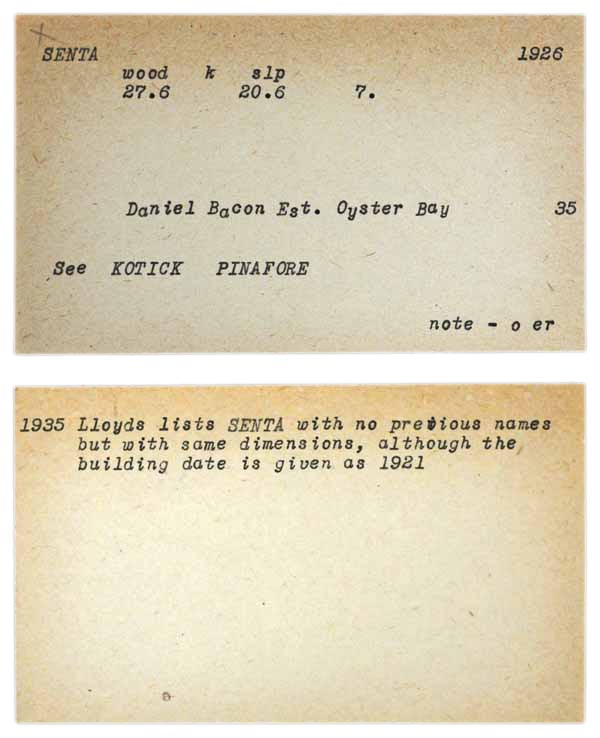 SENTA 1926
wood k slp
27.6 20.6 7.
Daniel Bacon Est. Oyster Bay 35
See KOTICK PINAFORE
note - o er
1935 Lloyds lists SENTA with no previous names
but with same dimensions, although the
building date is given as 1921